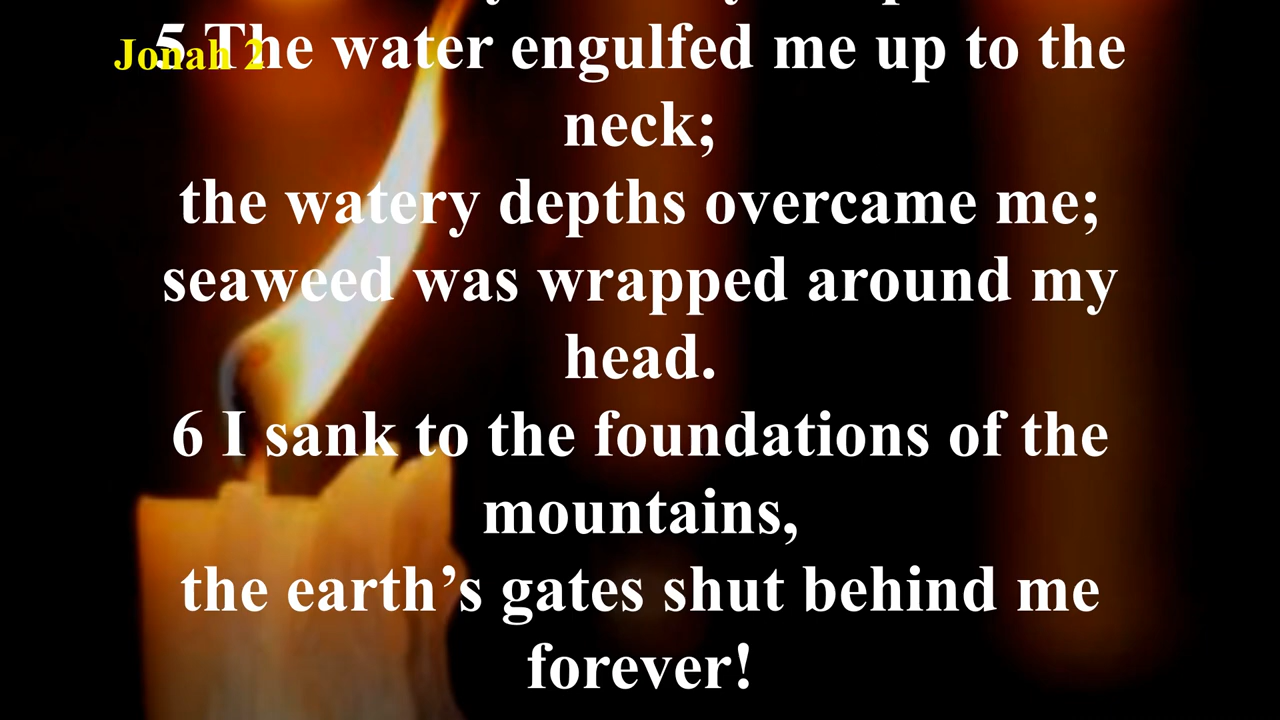 Jonah 2
5 The water engulfed me up to the
neck;
the watery depths overcame me;
seaweed was wrapped around my
head.
6 I sank to the foundations of the
mountains,
the earth’s gates shut behind me
forever!